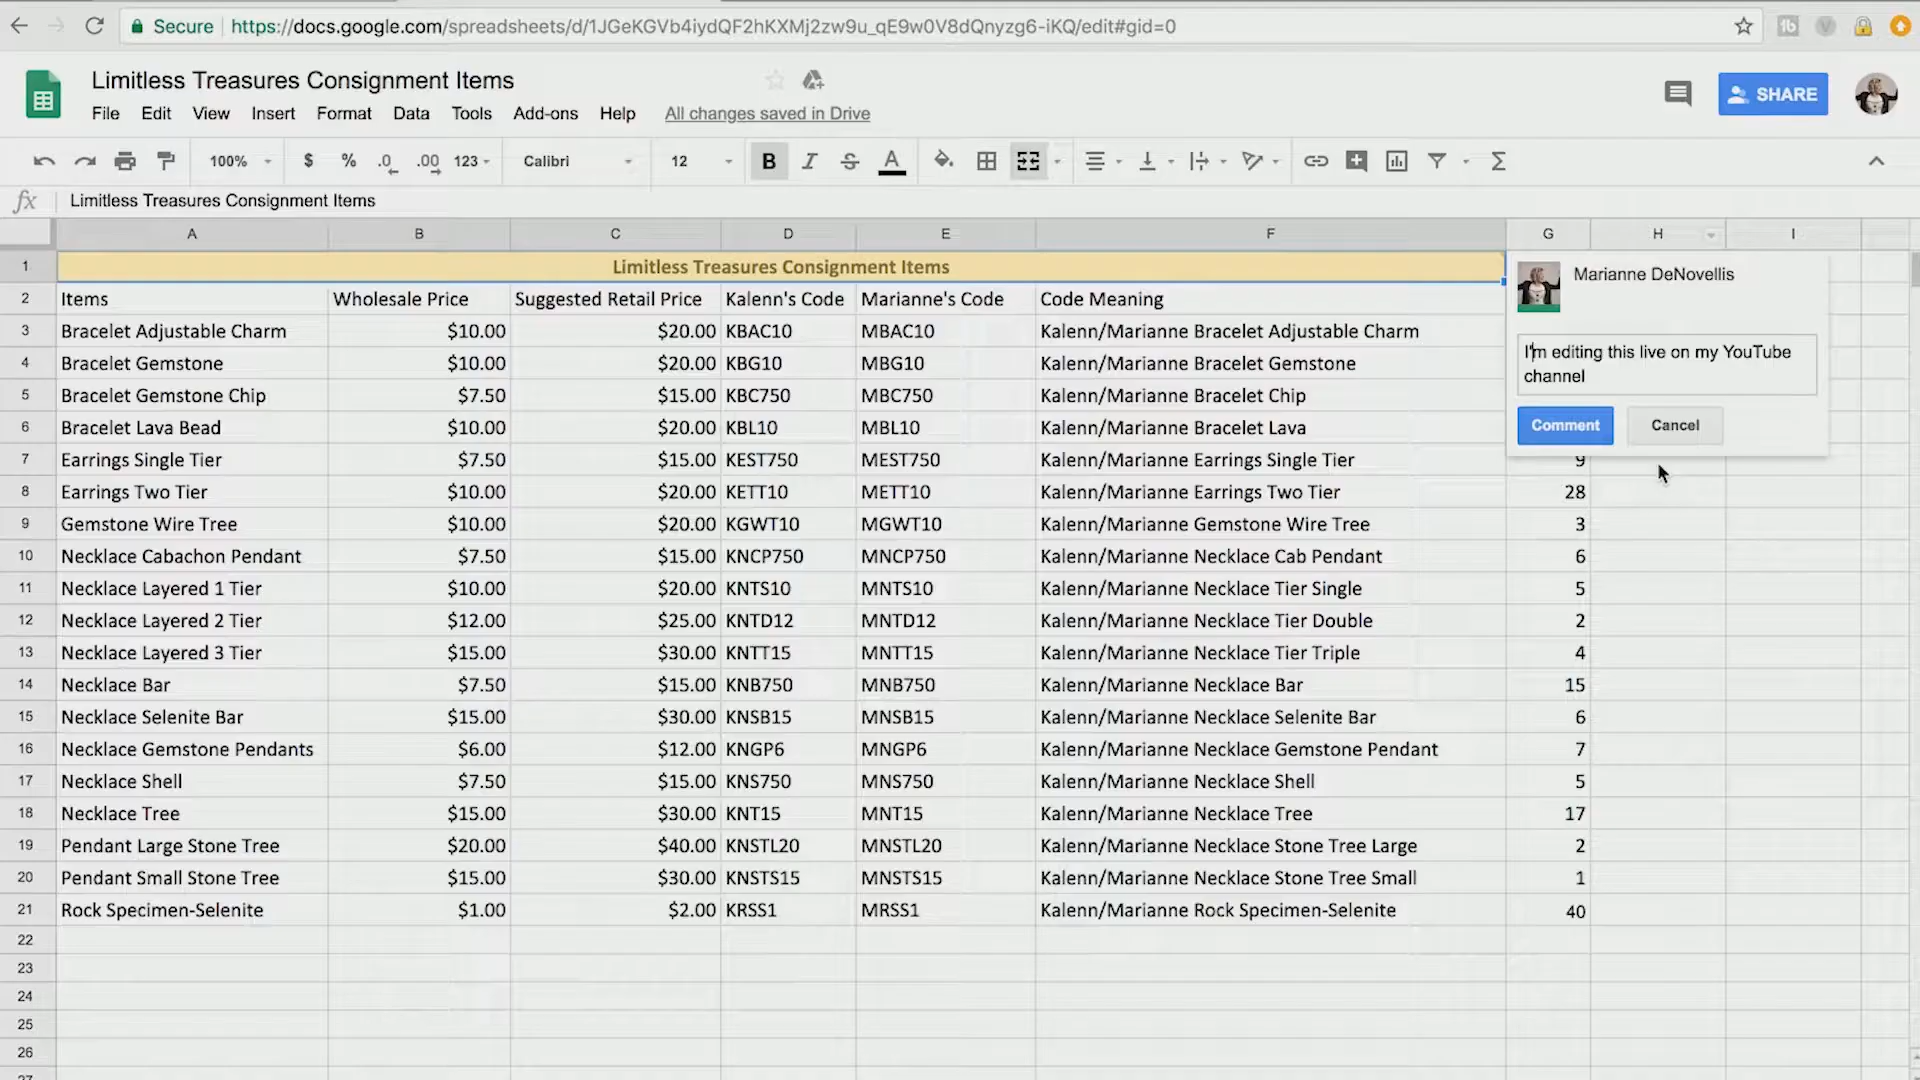 Secure https://docs.google.com/spreadsheets/d/1JGeKGVb4iydQF2hKXMj2zw9u_qE9w0V8dQnyzg6-iKQ/edit#gid=0
Limitless Treasures Consignment Items
File Edit View Insert Format Data Tools Add-ons Help All changes saved in Drive
SHARE
100% $ % .0 .00 123 Calibri 12 B I S A Σ
fx Limitless Treasures Consignment Items
A B C D E F G H I
1 Limitless Treasures Consignment Items
2 Items Wholesale Price Suggested Retail Price Kalenn's Code Marianne's Code Code Meaning
3 Bracelet Adjustable Charm $10.00 $20.00 KBAC10 MBAC10 Kalenn/Marianne Bracelet Adjustable Charm
4 Bracelet Gemstone $10.00 $20.00 KBG10 MBG10 Kalenn/Marianne Bracelet Gemstone
5 Bracelet Gemstone Chip $7.50 $15.00 KBC750 MBC750 Kalenn/Marianne Bracelet Chip
6 Bracelet Lava Bead $10.00 $20.00 KBL10 MBL10 Kalenn/Marianne Bracelet Lava
7 Earrings Single Tier $7.50 $15.00 KEST750 MEST750 Kalenn/Marianne Earrings Single Tier 9
8 Earrings Two Tier $10.00 $20.00 KETT10 METT10 Kalenn/Marianne Earrings Two Tier 28
9 Gemstone Wire Tree $10.00 $20.00 KGWT10 MGWT10 Kalenn/Marianne Gemstone Wire Tree 3
10 Necklace Cabachon Pendant $7.50 $15.00 KNCP750 MNCP750 Kalenn/Marianne Necklace Cab Pendant 6
11 Necklace Layered 1 Tier $10.00 $20.00 KNTS10 MNTS10 Kalenn/Marianne Necklace Tier Single 5
12 Necklace Layered 2 Tier $12.00 $25.00 KNTD12 MNTD12 Kalenn/Marianne Necklace Tier Double 2
13 Necklace Layered 3 Tier $15.00 $30.00 KNTT15 MNTT15 Kalenn/Marianne Necklace Tier Triple 4
14 Necklace Bar $7.50 $15.00 KNB750 MNB750 Kalenn/Marianne Necklace Bar 15
15 Necklace Selenite Bar $15.00 $30.00 KNSB15 MNSB15 Kalenn/Marianne Necklace Selenite Bar 6
16 Necklace Gemstone Pendants $6.00 $12.00 KNGP6 MNGP6 Kalenn/Marianne Necklace Gemstone Pendant 7
17 Necklace Shell $7.50 $15.00 KNS750 MNS750 Kalenn/Marianne Necklace Shell 5
18 Necklace Tree $15.00 $30.00 KNT15 MNT15 Kalenn/Marianne Necklace Tree 17
19 Pendant Large Stone Tree $20.00 $40.00 KNSTL20 MNSTL20 Kalenn/Marianne Necklace Stone Tree Large 2
20 Pendant Small Stone Tree $15.00 $30.00 KNSTS15 MNSTS15 Kalenn/Marianne Necklace Stone Tree Small 1
21 Rock Specimen-Selenite $1.00 $2.00 KRSS1 MRSS1 Kalenn/Marianne Rock Specimen-Selenite 40
22
23
24
25
26
27
Marianne DeNovellis
I'm editing this live on my YouTube
channel
Comment Cancel